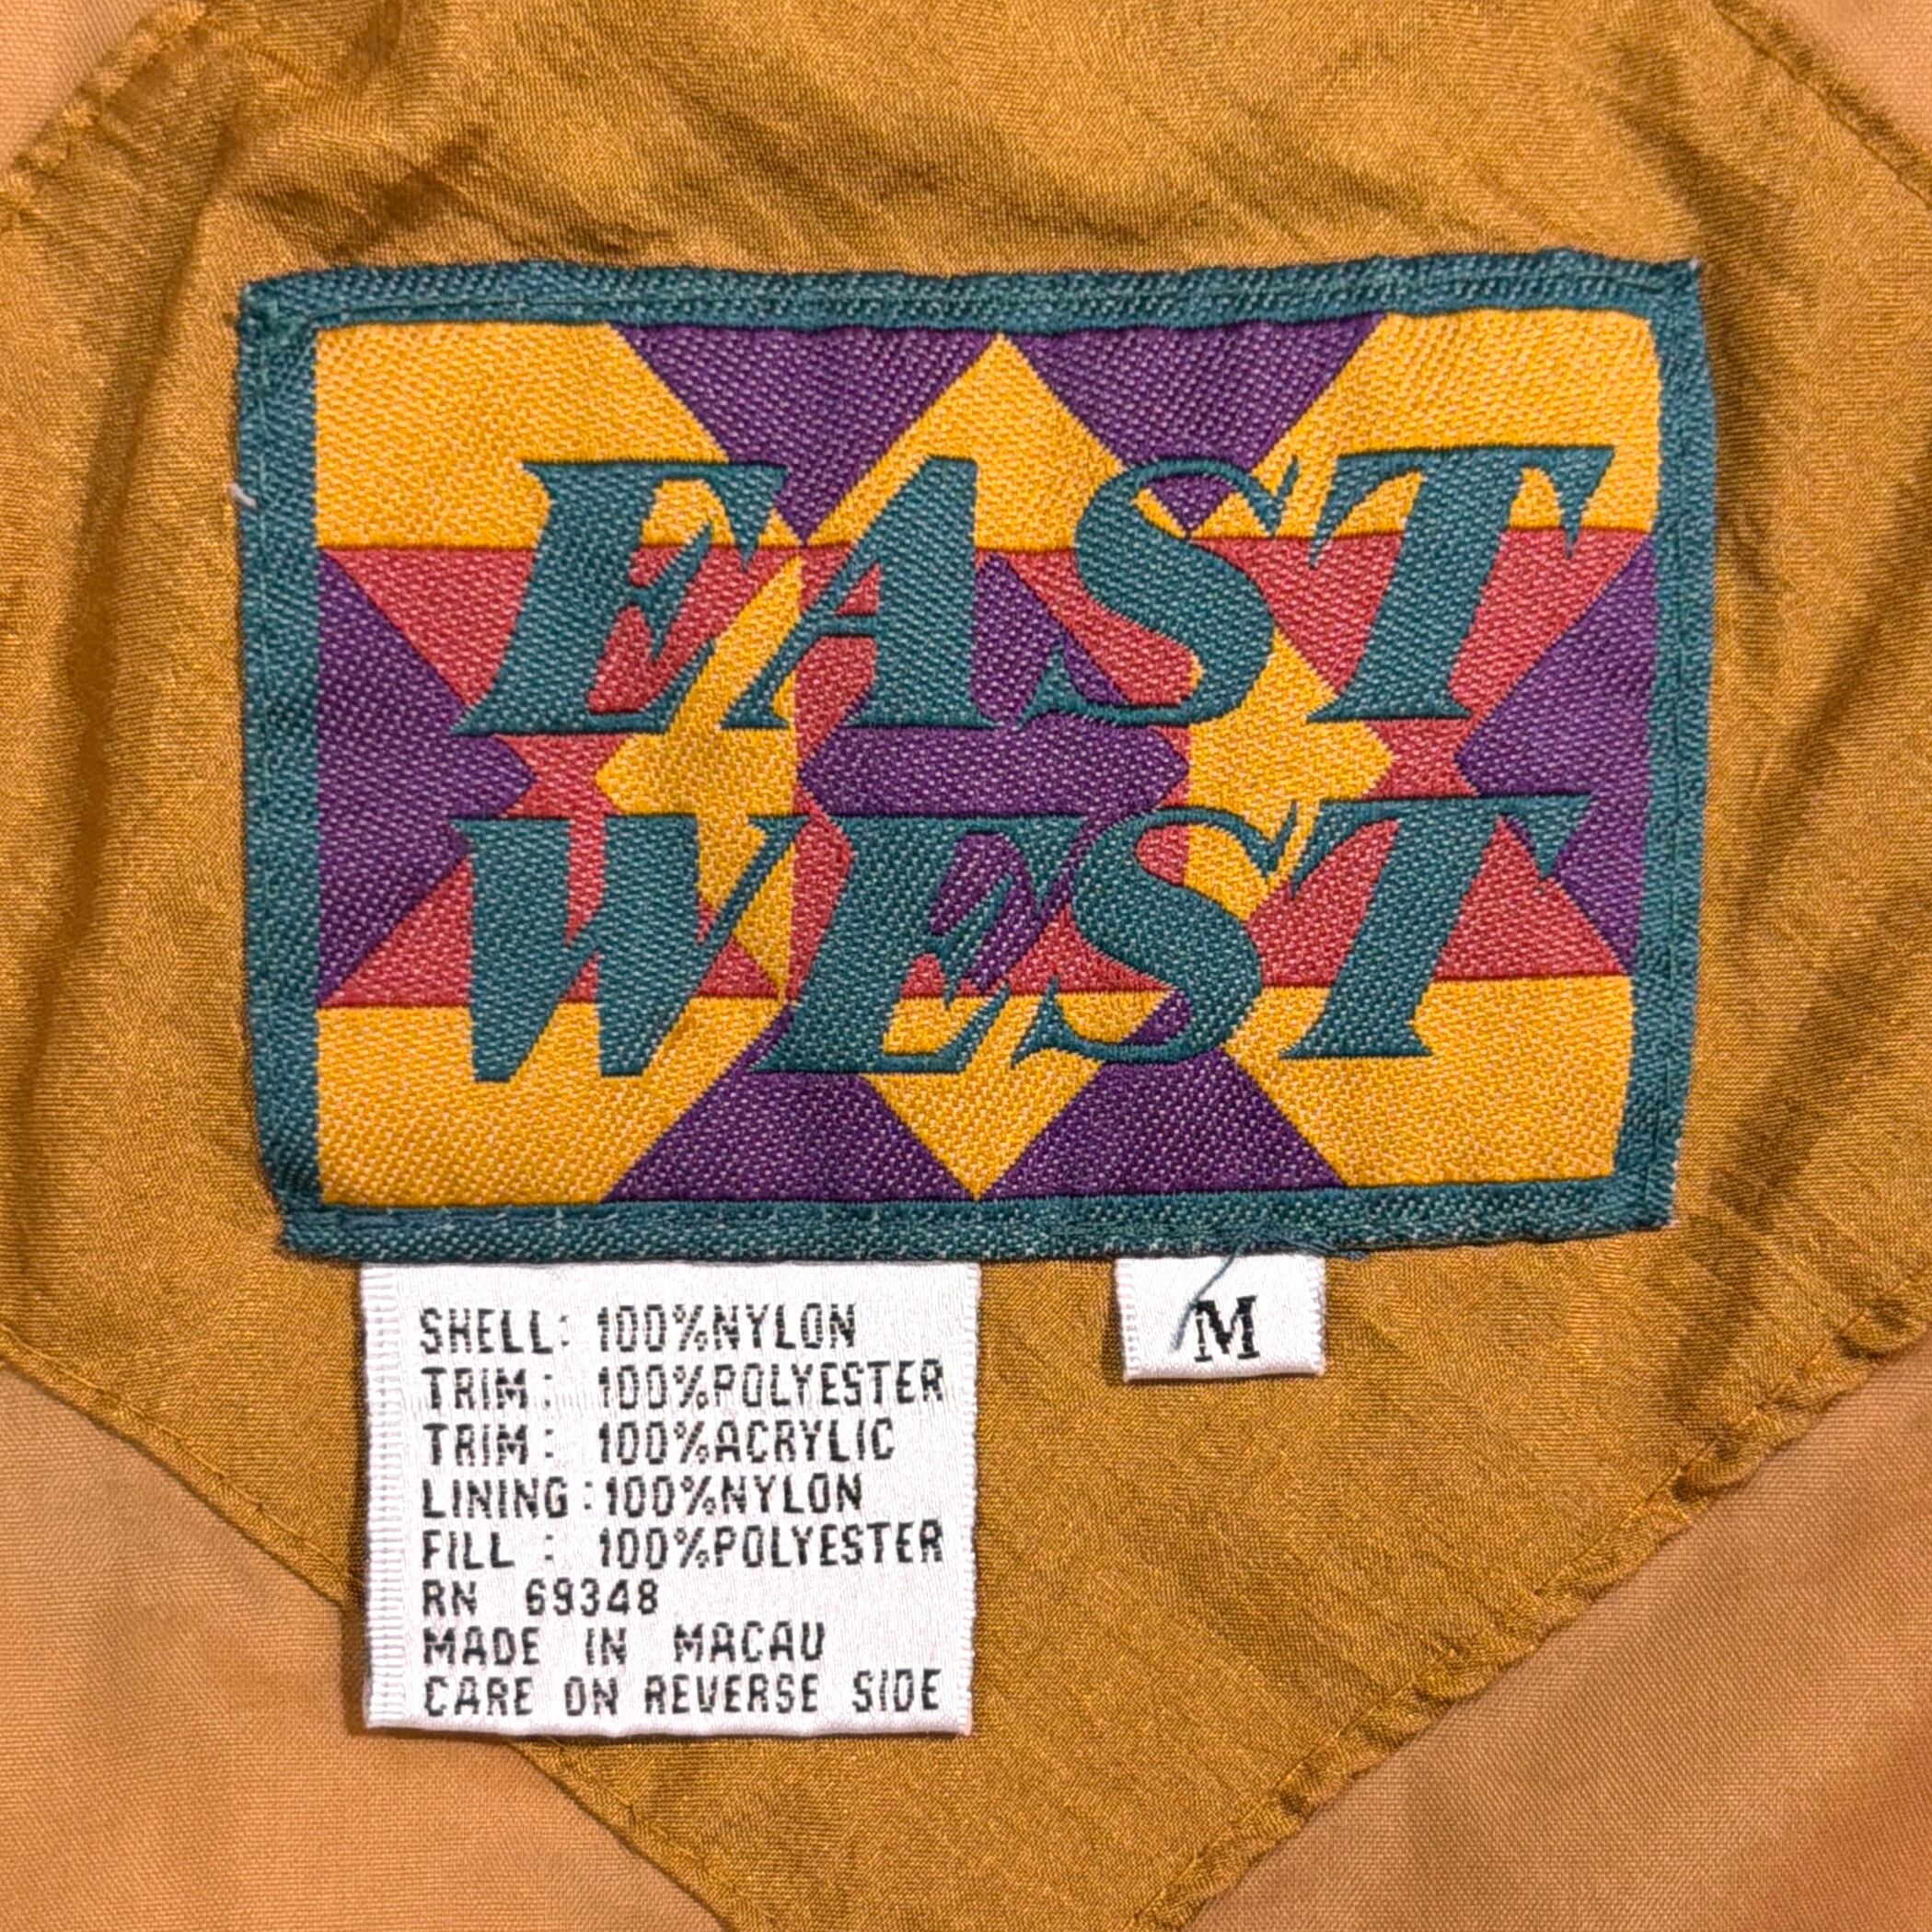 EAST
WEST
M
SHELL: 100%NYLON
TRIM: 100%POLYESTER
TRIM: 100%ACRYLIC
LINING:100%NYLON
FILL : 100%POLYESTER
RN 69348
MADE IN MACAU
CARE ON REVERSE SIDE